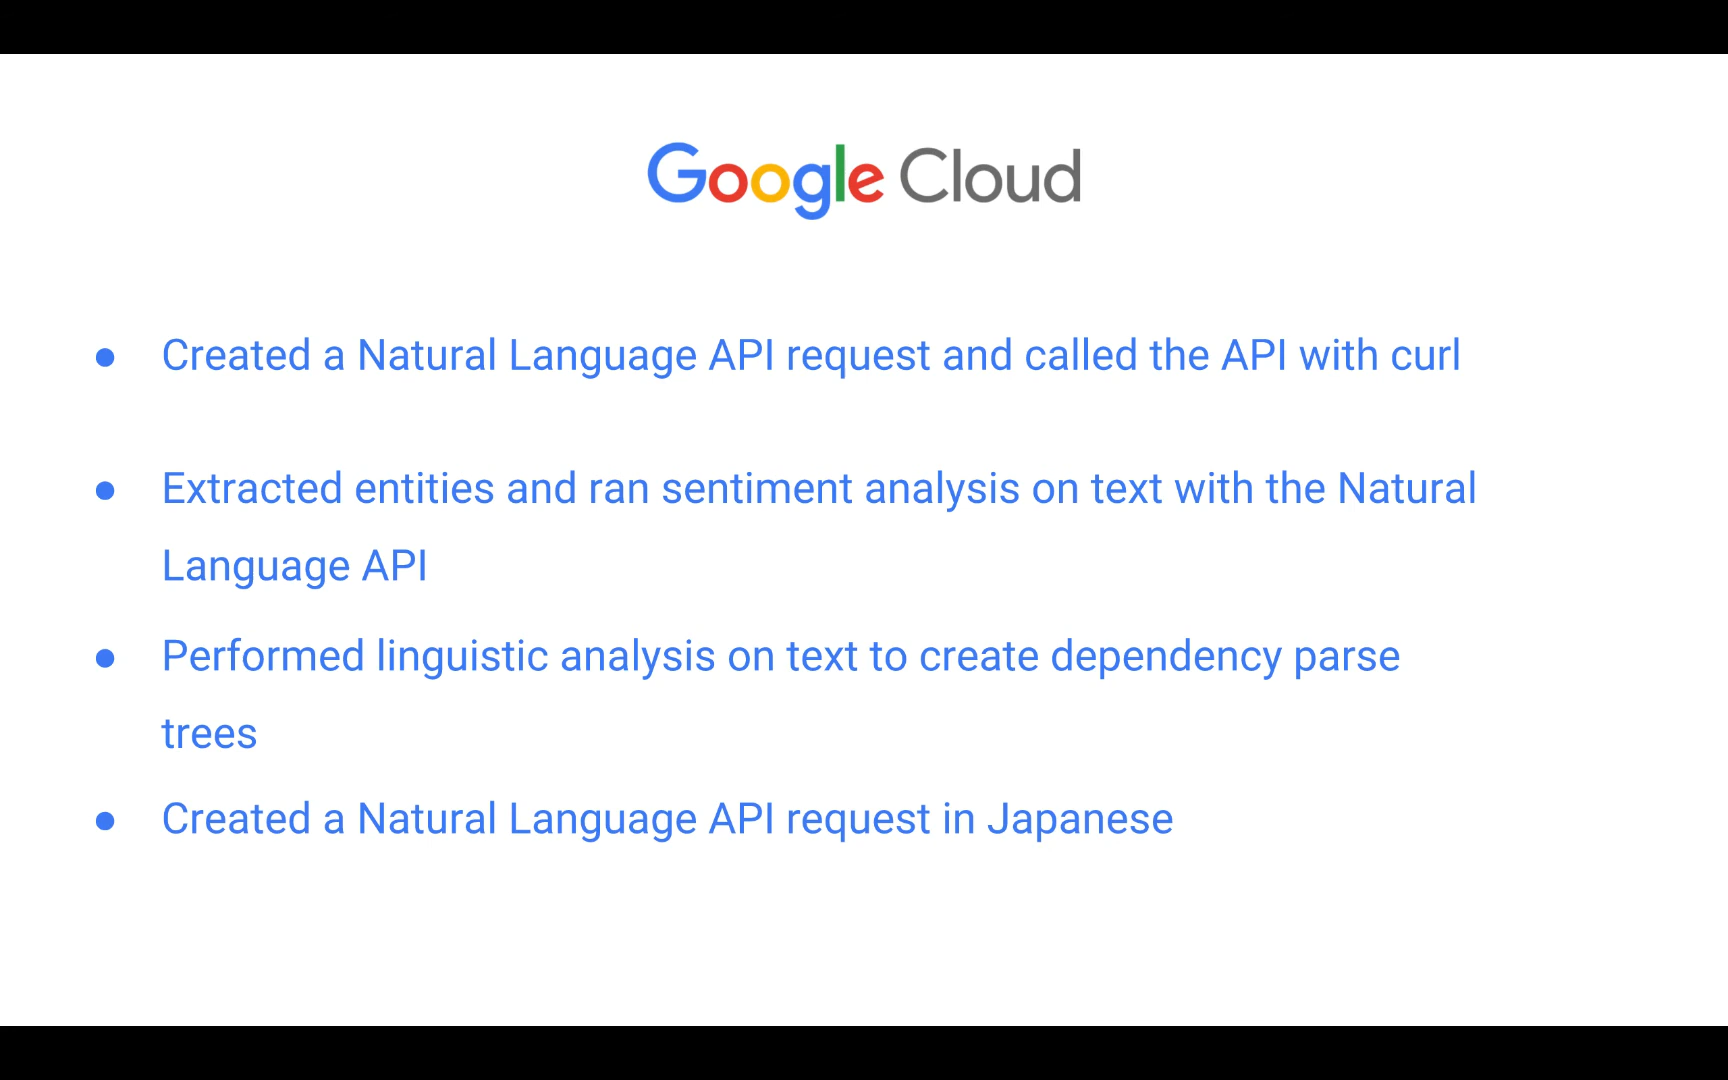 Google Cloud
● Created a Natural Language API request and called the API with curl
● Extracted entities and ran sentiment analysis on text with the Natural
Language API
● Performed linguistic analysis on text to create dependency parse
trees
● Created a Natural Language API request in Japanese